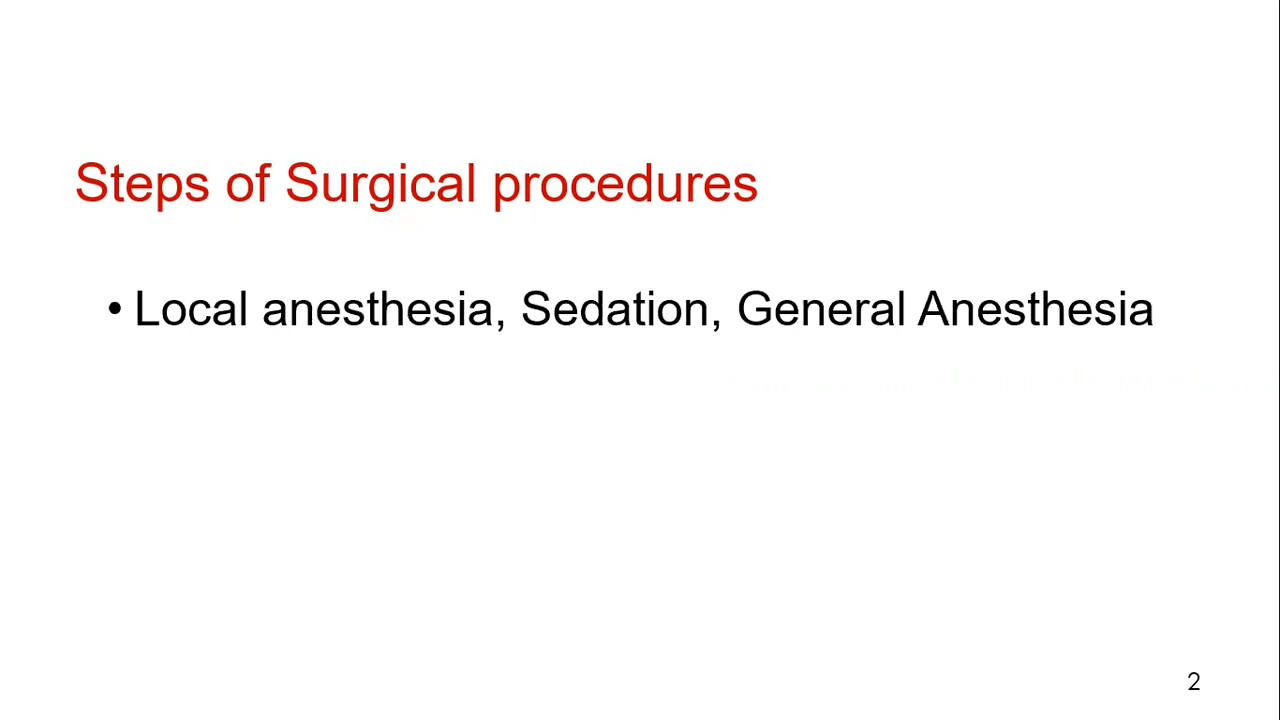 Steps of Surgical procedures
• Local anesthesia, Sedation, General Anesthesia
2